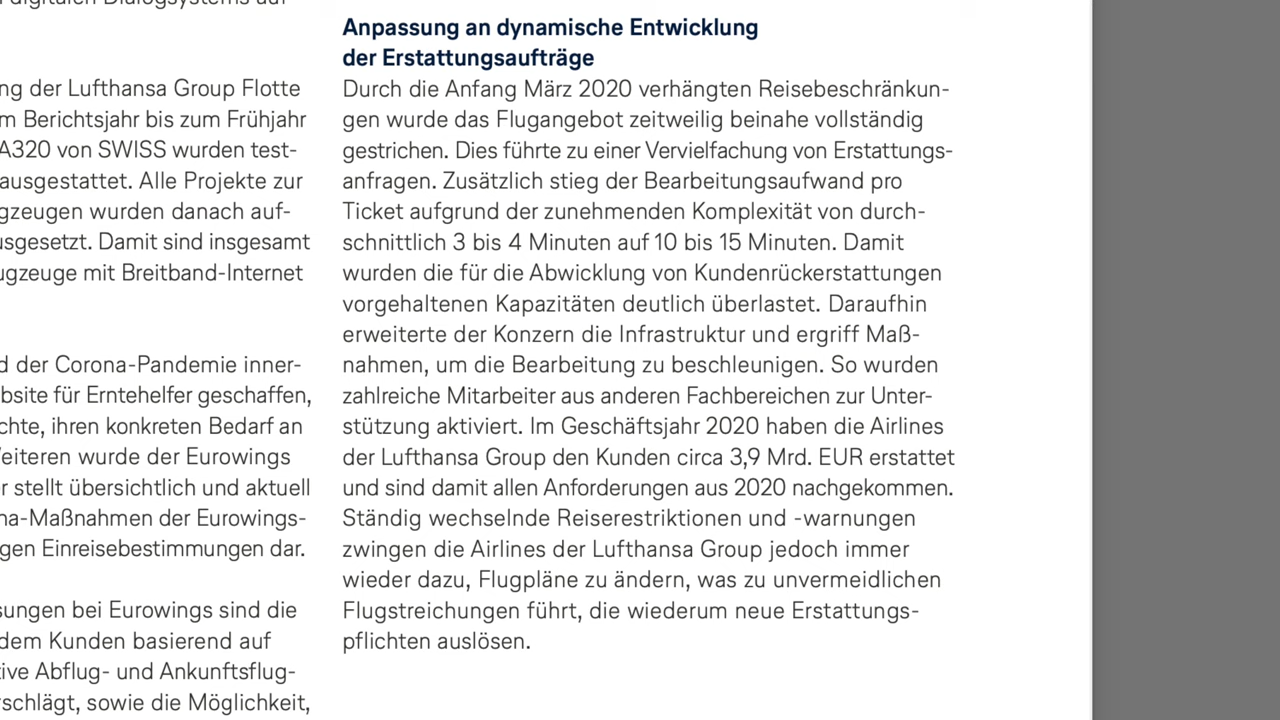 digitalen Dialogsystems auf
ng der Lufthansa Group Flotte
m Berichtsjahr bis zum Frühjahr
A320 von SWISS wurden test-
ausgestattet. Alle Projekte zur
gzeugen wurden danach auf-
usgesetzt. Damit sind insgesamt
ugzeuge mit Breitband-Internet
d der Corona-Pandemie inner-
bsite für Erntehelfer geschaffen,
chte, ihren konkreten Bedarf an
eiteren wurde der Eurowings
r stellt übersichtlich und aktuell
na-Maßnahmen der Eurowings-
gen Einreisebestimmungen dar.
sungen bei Eurowings sind die
dem Kunden basierend auf
tive Abflug- und Ankunftsflug-
rschlägt, sowie die Möglichkeit,
Anpassung an dynamische Entwicklung
der Erstattungsaufträge
Durch die Anfang März 2020 verhängten Reisebeschränkun-
gen wurde das Flugangebot zeitweilig beinahe vollständig
gestrichen. Dies führte zu einer Vervielfachung von Erstattungs-
anfragen. Zusätzlich stieg der Bearbeitungsaufwand pro
Ticket aufgrund der zunehmenden Komplexität von durch-
schnittlich 3 bis 4 Minuten auf 10 bis 15 Minuten. Damit
wurden die für die Abwicklung von Kundenrückerstattungen
vorgehaltenen Kapazitäten deutlich überlastet. Daraufhin
erweiterte der Konzern die Infrastruktur und ergriff Maß-
nahmen, um die Bearbeitung zu beschleunigen. So wurden
zahlreiche Mitarbeiter aus anderen Fachbereichen zur Unter-
stützung aktiviert. Im Geschäftsjahr 2020 haben die Airlines
der Lufthansa Group den Kunden circa 3,9 Mrd. EUR erstattet
und sind damit allen Anforderungen aus 2020 nachgekommen.
Ständig wechselnde Reiserestriktionen und -warnungen
zwingen die Airlines der Lufthansa Group jedoch immer
wieder dazu, Flugpläne zu ändern, was zu unvermeidlichen
Flugstreichungen führt, die wiederum neue Erstattungs-
pflichten auslösen.